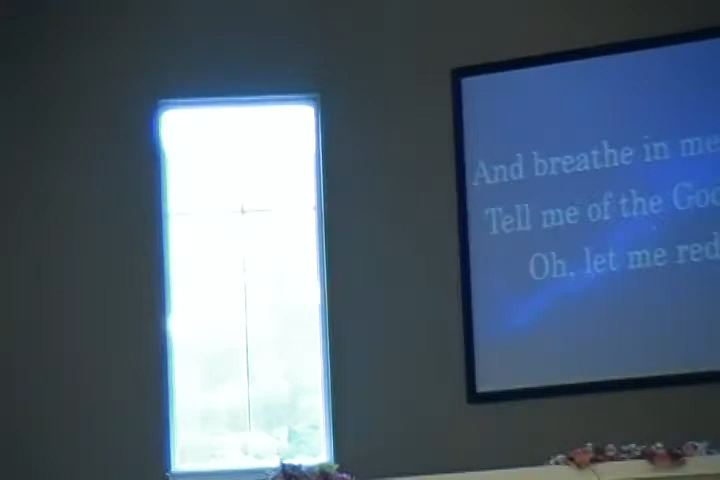 And breathe in me
Tell me of the
Oh, let me